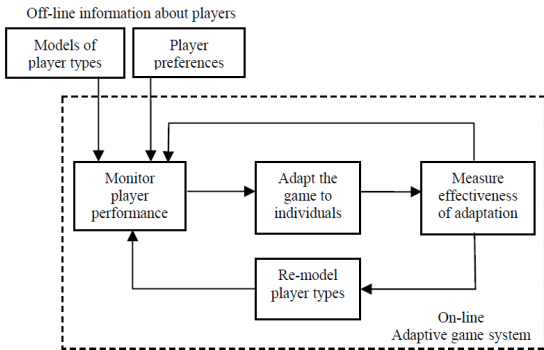 Off-line information about players
Models of
player types
Player
preferences
Monitor
player
performance
Adapt the
game to
individuals
Measure
effectiveness
of adaptation
Re-model
player types
On-line
Adaptive game system